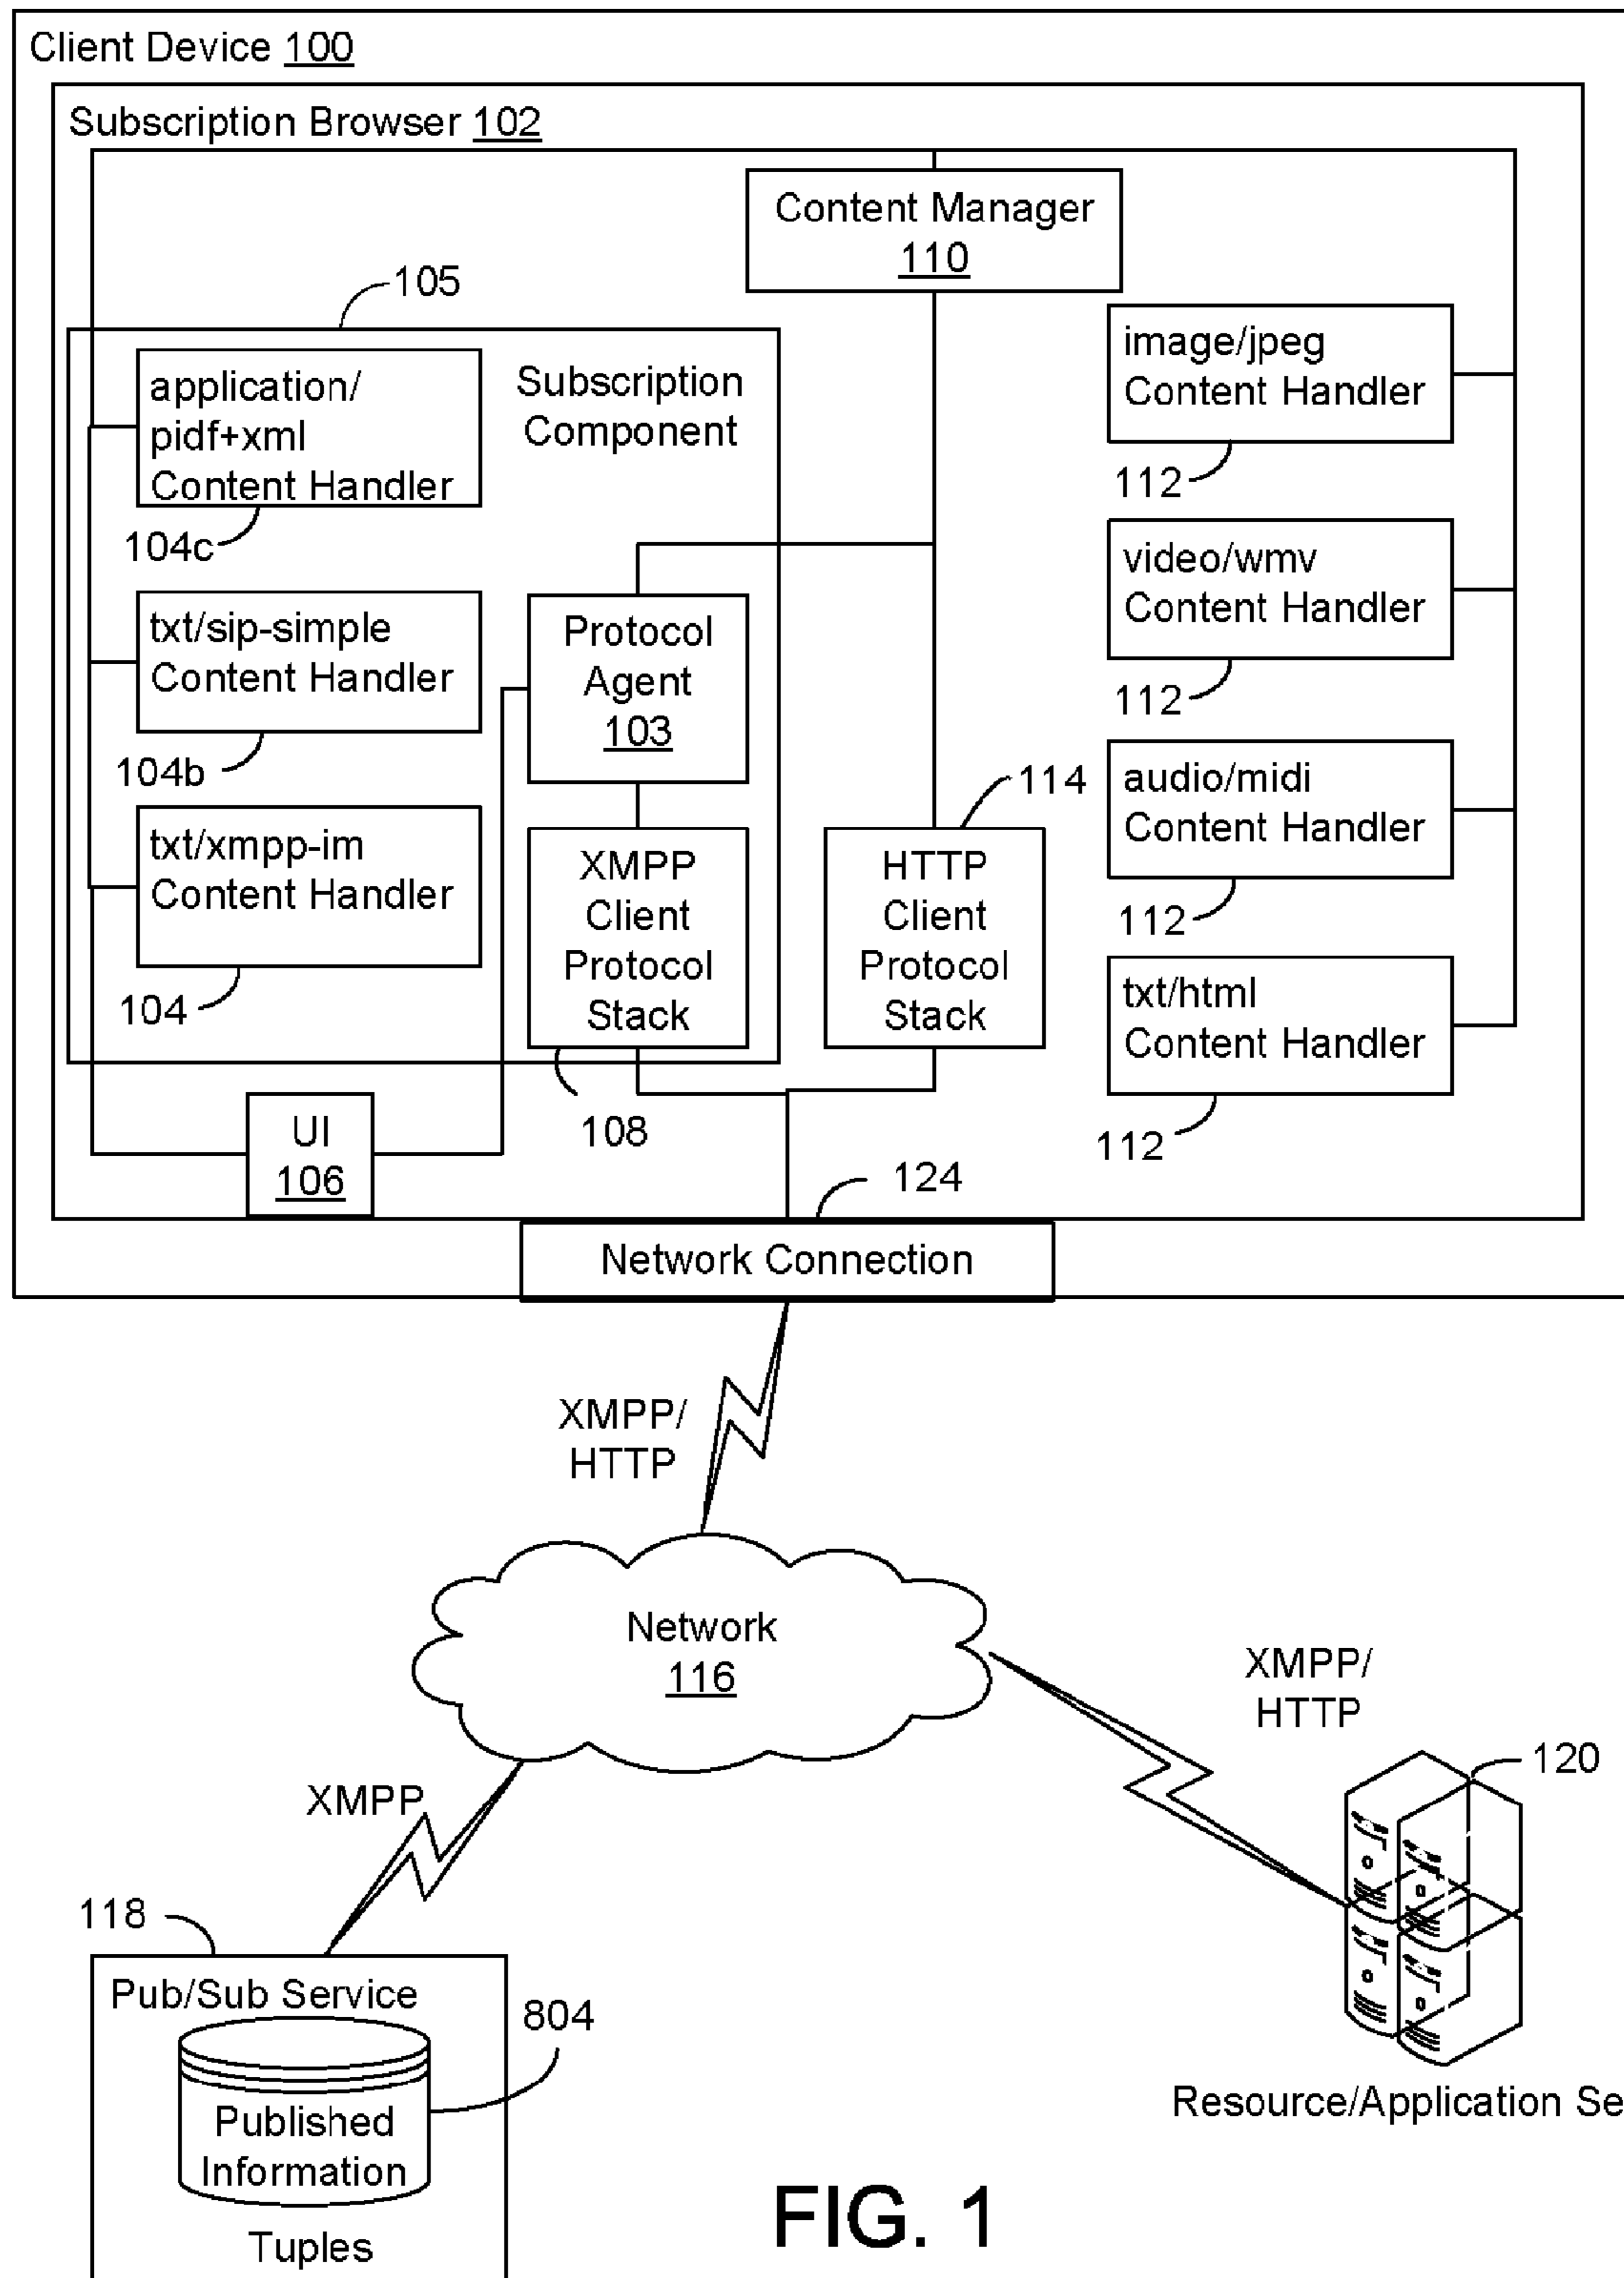 Client Device 100
Subscription Browser 102
Content Manager
110
105
application/
pidf+xml
Content Handler
104c
Subscription
Component
txt/sip-simple
Content Handler
104b
txt/xmpp-im
Content Handler
104
Protocol
Agent
103
XMPP
Client
Protocol
Stack
108
114
HTTP
Client
Protocol
Stack
image/jpeg
Content Handler
112
video/wmv
Content Handler
112
audio/midi
Content Handler
112
txt/html
Content Handler
112
UI
106
124
Network Connection
XMPP/
HTTP
Network
116
XMPP/
HTTP
120
XMPP
118
Pub/Sub Service
804
Published
Information
Tuples
Resource/Application Se
FIG. 1